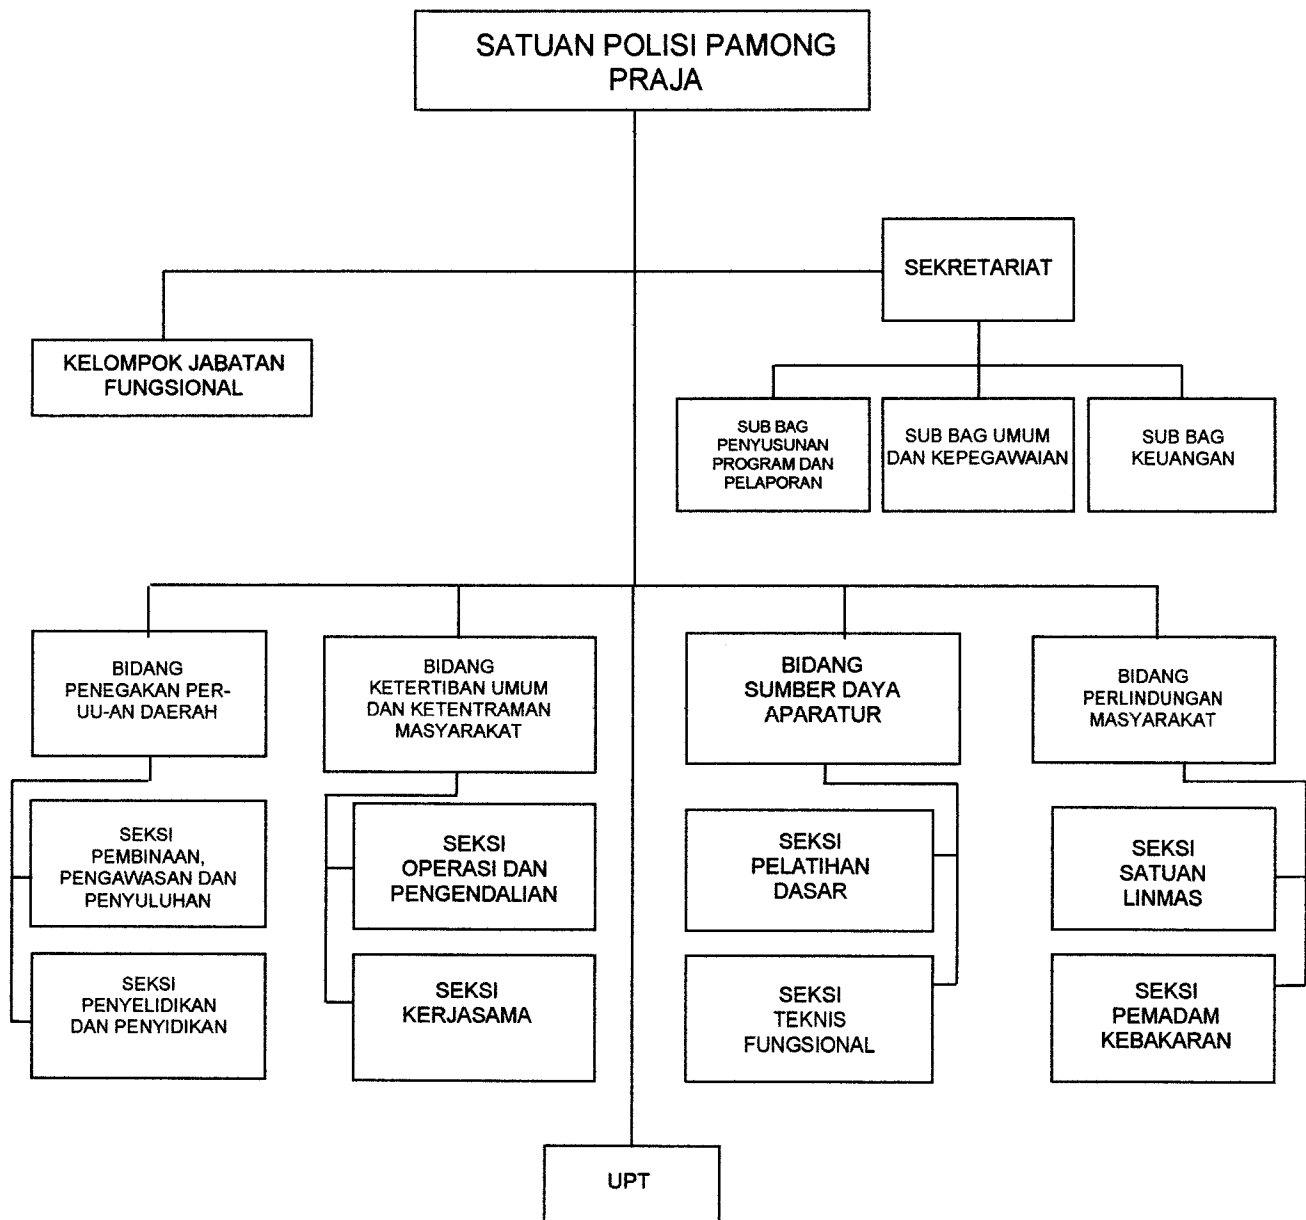 SATUAN POLISI PAMONG
PRAJA
SEKRETARIAT
KELOMPOK JABATAN
FUNGSIONAL
SUB BAG
PENYUSUNAN
PROGRAM DAN
PELAPORAN
SUB BAG UMUM
DAN KEPEGAWAIAN
SUB BAG
KEUANGAN
BIDANG
PENEGAKAN PER-
UU-AN DAERAH
BIDANG
KETERTIBAN UMUM
DAN KETENTRAMAN
MASYARAKAT
BIDANG
SUMBER DAYA
APARATUR
BIDANG
PERLINDUNGAN
MASYARAKAT
SEKSI
PEMBINAAN,
PENGAWASAN DAN
PENYULUHAN
SEKSI
OPERASI DAN
PENGENDALIAN
SEKSI
PELATIHAN
DASAR
SEKSI
SATUAN
LINMAS
SEKSI
PENYELIDIKAN
DAN PENYIDIKAN
SEKSI
KERJASAMA
SEKSI
TEKNIS
FUNGSIONAL
SEKSI
PEMADAM
KEBAKARAN
UPT